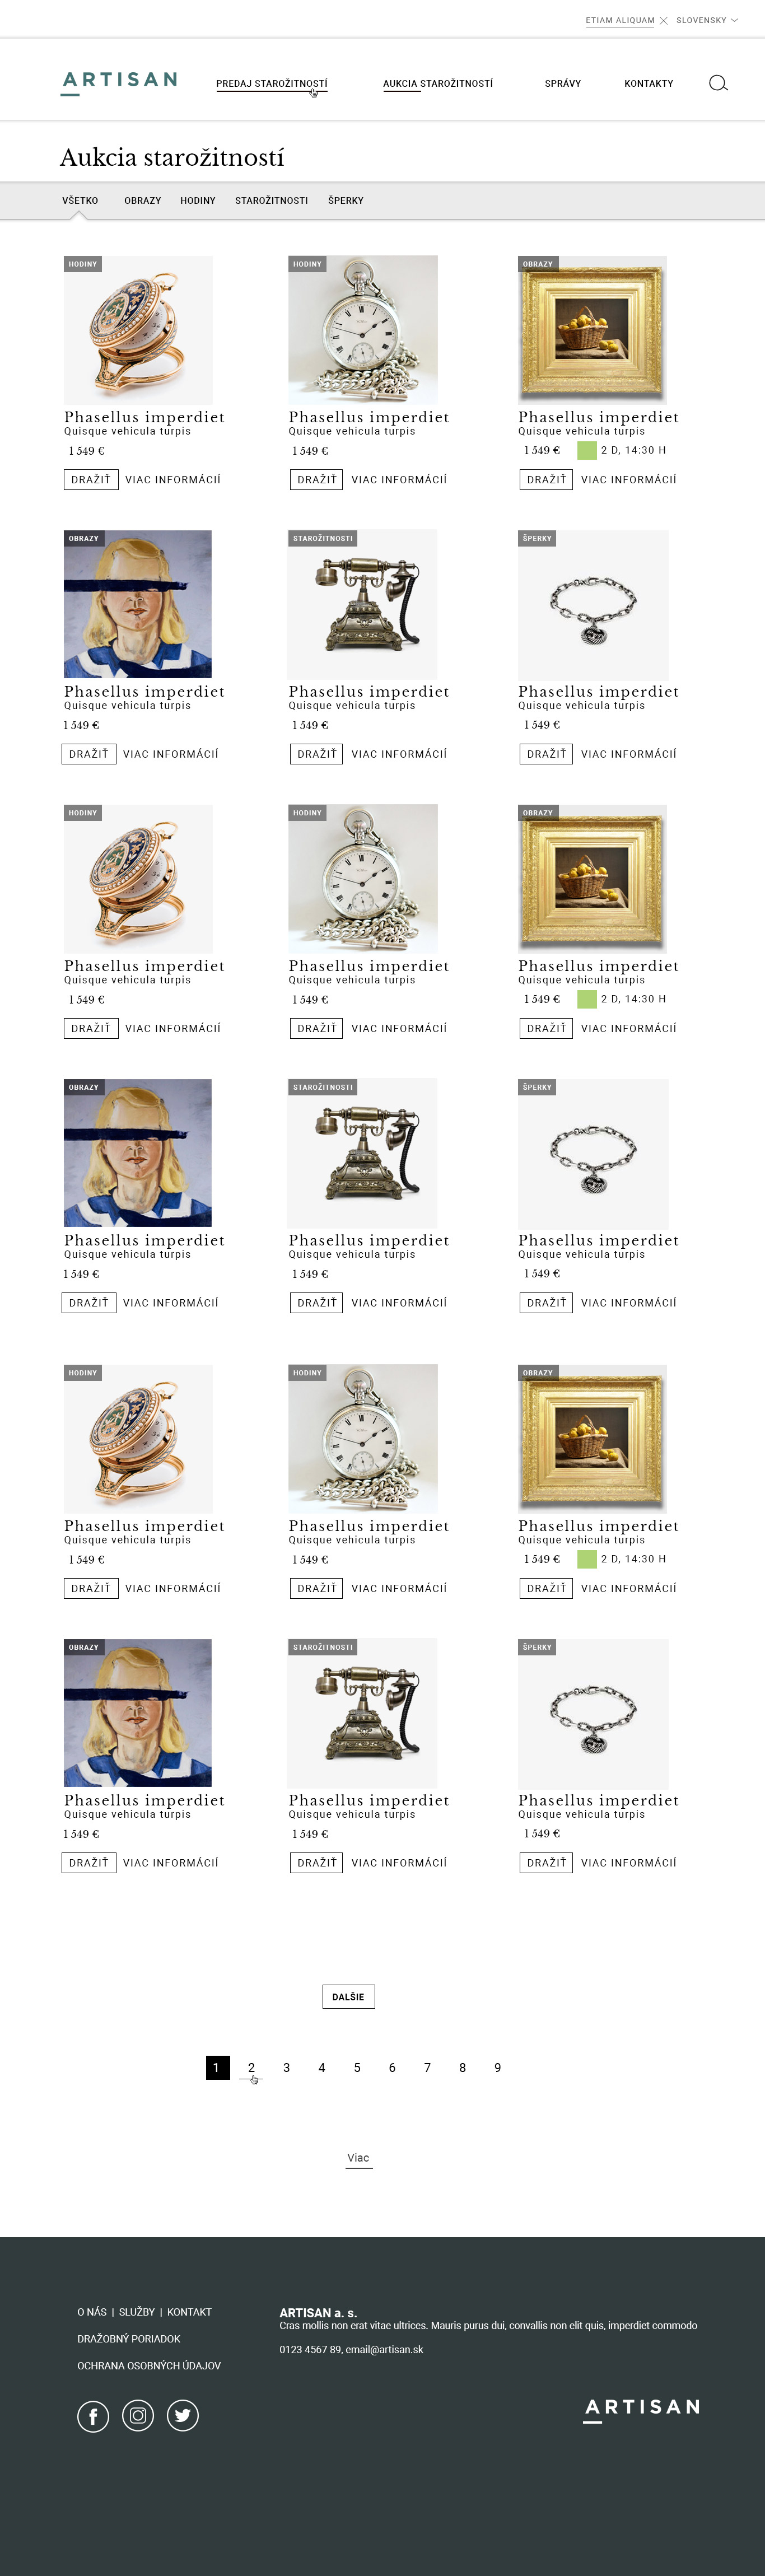 ETIAM ALIQUAM SLOVENSKY
ARTISAN PREDAJ STAROŽITNOSTÍ AUKCIA STAROŽITNOSTÍ SPRÁVY KONTAKTY
Aukcia starožitností
VŠETKO OBRAZY HODINY STAROŽITNOSTI ŠPERKY
HODINY HODINY OBRAZY
Phasellus imperdiet Phasellus imperdiet Phasellus imperdiet
Quisque vehicula turpis Quisque vehicula turpis Quisque vehicula turpis
1 549 € 1 549 € 1 549 € 2 D, 14:30 H
DRAŽIŤ VIAC INFORMÁCIÍ DRAŽIŤ VIAC INFORMÁCIÍ DRAŽIŤ VIAC INFORMÁCIÍ
OBRAZY STAROŽITNOSTI ŠPERKY
Phasellus imperdiet Phasellus imperdiet Phasellus imperdiet
Quisque vehicula turpis Quisque vehicula turpis Quisque vehicula turpis
1 549 € 1 549 € 1 549 €
DRAŽIŤ VIAC INFORMÁCIÍ DRAŽIŤ VIAC INFORMÁCIÍ DRAŽIŤ VIAC INFORMÁCIÍ
HODINY HODINY OBRAZY
Phasellus imperdiet Phasellus imperdiet Phasellus imperdiet
Quisque vehicula turpis Quisque vehicula turpis Quisque vehicula turpis
1 549 € 1 549 € 1 549 € 2 D, 14:30 H
DRAŽIŤ VIAC INFORMÁCIÍ DRAŽIŤ VIAC INFORMÁCIÍ DRAŽIŤ VIAC INFORMÁCIÍ
OBRAZY STAROŽITNOSTI ŠPERKY
Phasellus imperdiet Phasellus imperdiet Phasellus imperdiet
Quisque vehicula turpis Quisque vehicula turpis Quisque vehicula turpis
1 549 € 1 549 € 1 549 €
DRAŽIŤ VIAC INFORMÁCIÍ DRAŽIŤ VIAC INFORMÁCIÍ DRAŽIŤ VIAC INFORMÁCIÍ
HODINY HODINY OBRAZY
Phasellus imperdiet Phasellus imperdiet Phasellus imperdiet
Quisque vehicula turpis Quisque vehicula turpis Quisque vehicula turpis
1 549 € 1 549 € 1 549 € 2 D, 14:30 H
DRAŽIŤ VIAC INFORMÁCIÍ DRAŽIŤ VIAC INFORMÁCIÍ DRAŽIŤ VIAC INFORMÁCIÍ
OBRAZY STAROŽITNOSTI ŠPERKY
Phasellus imperdiet Phasellus imperdiet Phasellus imperdiet
Quisque vehicula turpis Quisque vehicula turpis Quisque vehicula turpis
1 549 € 1 549 € 1 549 €
DRAŽIŤ VIAC INFORMÁCIÍ DRAŽIŤ VIAC INFORMÁCIÍ DRAŽIŤ VIAC INFORMÁCIÍ
DALŠIE
1 2 3 4 5 6 7 8 9
Viac
O NÁS | SLUŽBY | KONTAKT
DRAŽOBNÝ PORIADOK
OCHRANA OSOBNÝCH ÚDAJOV
ARTISAN a. s.
Cras mollis non erat vitae ultrices. Mauris purus dui, convallis non elit quis, imperdiet commodo
0123 4567 89, email@artisan.sk
ARTISAN